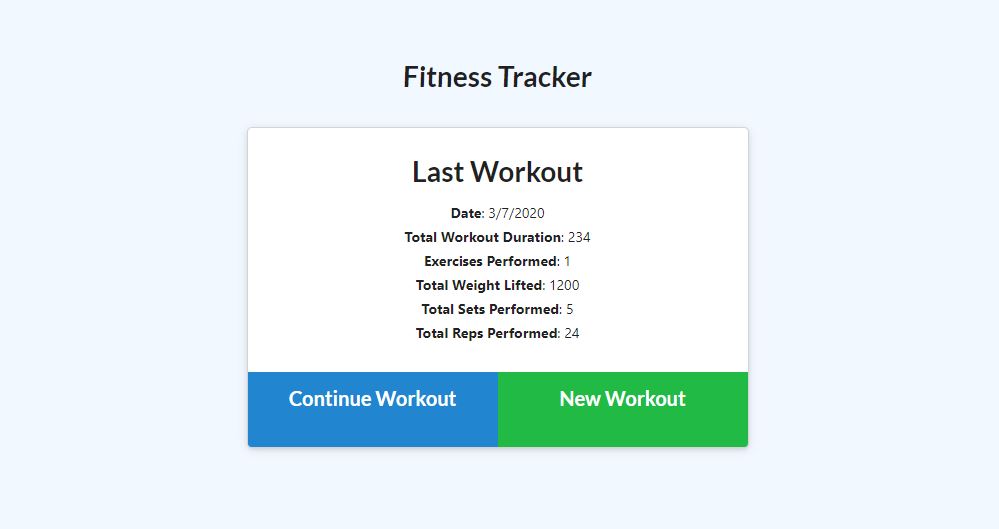 Fitness Tracker
Last Workout
Date: 3/7/2020
Total Workout Duration: 234
Exercises Performed: 1
Total Weight Lifted: 1200
Total Sets Performed: 5
Total Reps Performed: 24
Continue Workout
New Workout